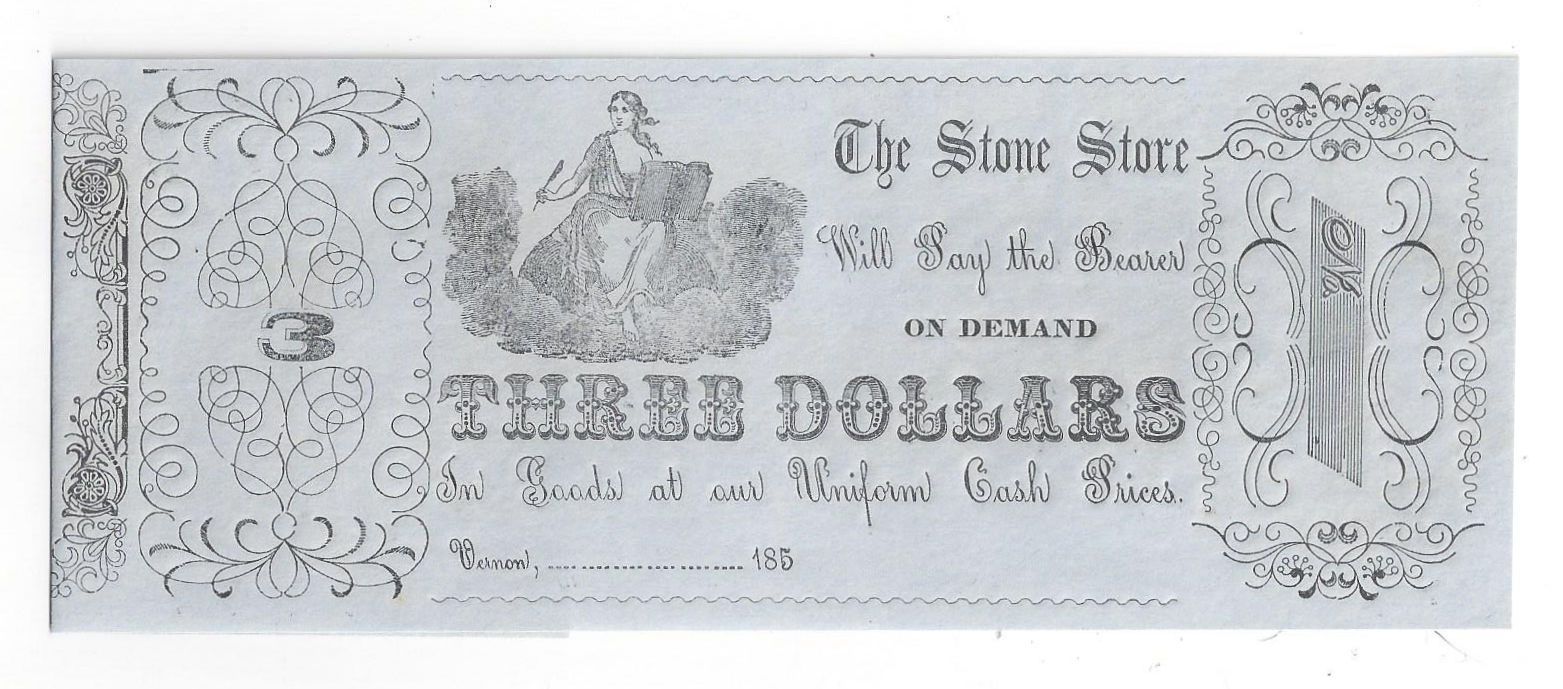 The Stone Store
Will Pay the Bearer
ON DEMAND
3
THREE DOLLARS
In Goods at our Uniform Cash Prices.
Vernon, ........................ 185
No.